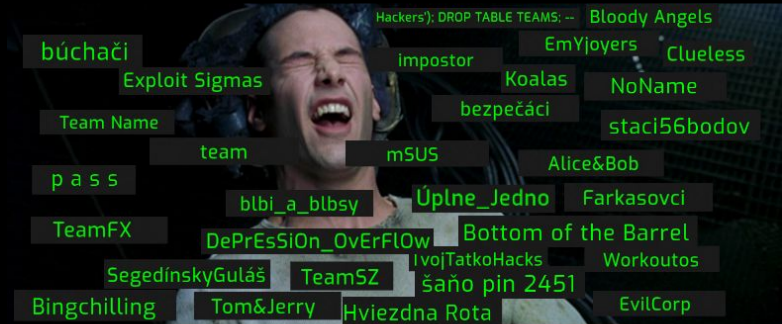 Hackers'); DROP TABLE TEAMS; --
Bloody Angels
búchači
EmYjoyers
Clueless
impostor
Exploit Sigmas
Koalas
NoName
bezpečáci
Team Name
staci56bodov
team
mSUS
Alice&Bob
p a s s
blbi_a_blbsy
Úplne_Jedno
Farkasovci
TeamFX
DePrEsSiOn_OvErFlOw
Bottom of the Barrel
TvojTatkoHacks
Workoutos
SegedínskyGuláš
TeamSZ
šaňo pin 2451
Bingchilling
Tom&Jerry
Hviezdna Rota
EvilCorp